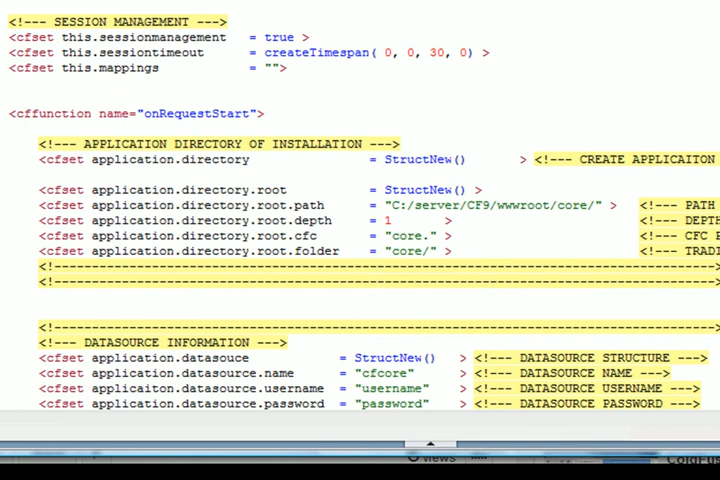 <!--- SESSION MANAGEMENT --->
<cfset this.sessionmanagement = true >
<cfset this.sessiontimeout = createTimespan( 0, 0, 30, 0) >
<cfset this.mappings = "">
<cffunction name="onRequestStart">
<!--- APPLICATION DIRECTORY OF INSTALLATION --->
<cfset application.directory = StructNew() > <!--- CREATE APPLICAITON
<cfset application.directory.root = StructNew() >
<cfset application.directory.root.path = "C:/server/CF9/wwwroot/core/" > <!--- PATH
<cfset application.directory.root.depth = 1 > <!--- DEPTH
<cfset application.directory.root.cfc = "core." > <!--- CFC
<cfset application.directory.root.folder = "core/" > <!--- TRADI
<!--- DATASOURCE INFORMATION --->
<cfset application.datasouce = StructNew() > <!--- DATASOURCE STRUCTURE --->
<cfset application.datasource.name = "cfcore" > <!--- DATASOURCE NAME --->
<cfset applicaiton.datasource.username = "username" > <!--- DATASOURCE USERNAME --->
<cfset application.datasource.password = "password" > <!--- DATASOURCE PASSWORD --->